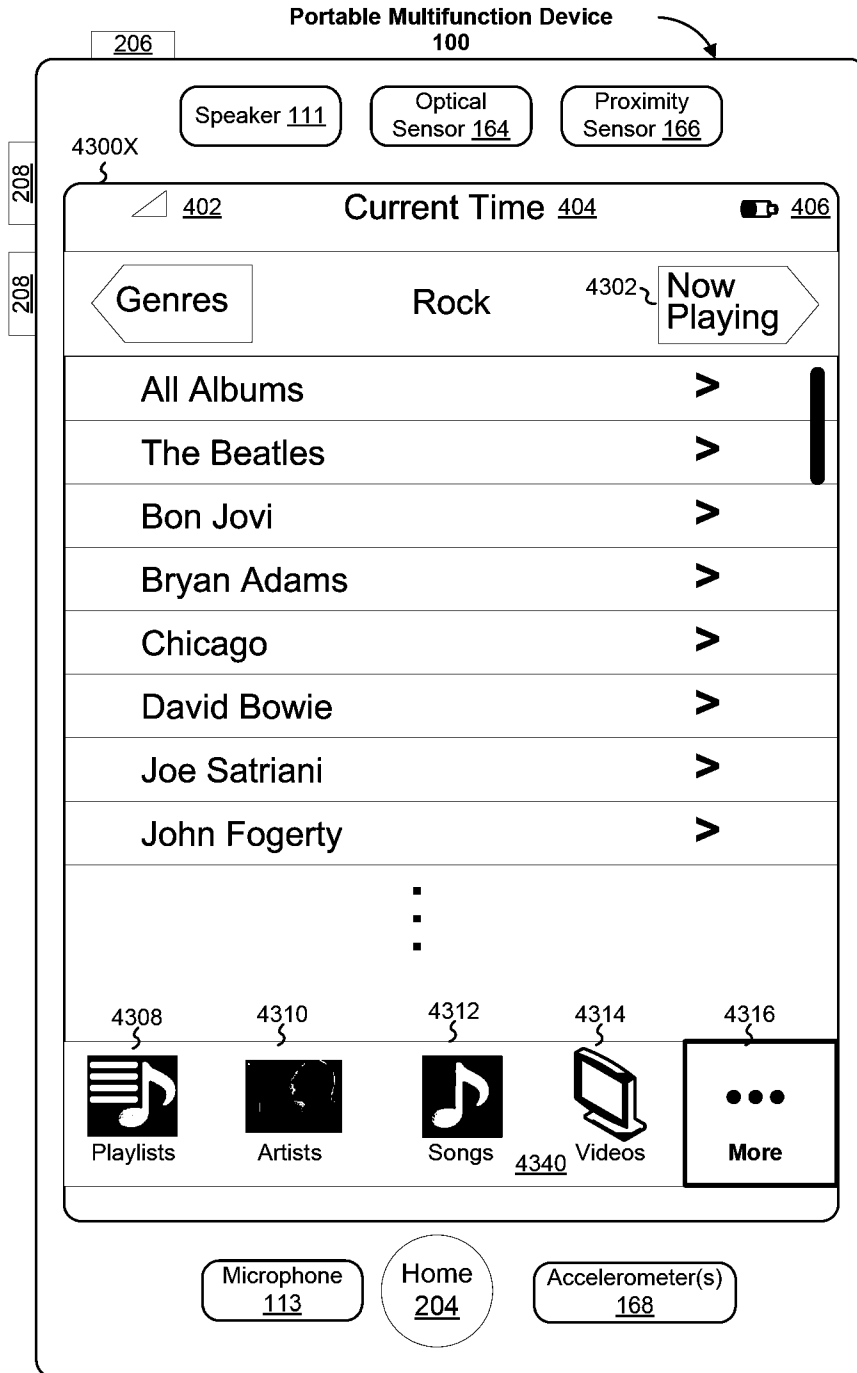 Portable Multifunction Device
100
206
Speaker 111
Optical
Sensor 164
Proximity
Sensor 166
208
208
4300X
402
Current Time 404
406
Genres
Rock
4302
Now
Playing
All Albums
>
The Beatles
>
Bon Jovi
>
Bryan Adams
>
Chicago
>
David Bowie
>
Joe Satriani
>
John Fogerty
>
4308
4310
4312
4314
4316
Playlists
Artists
Songs
4340
Videos
More
Microphone
113
Home
204
Accelerometer(s)
168